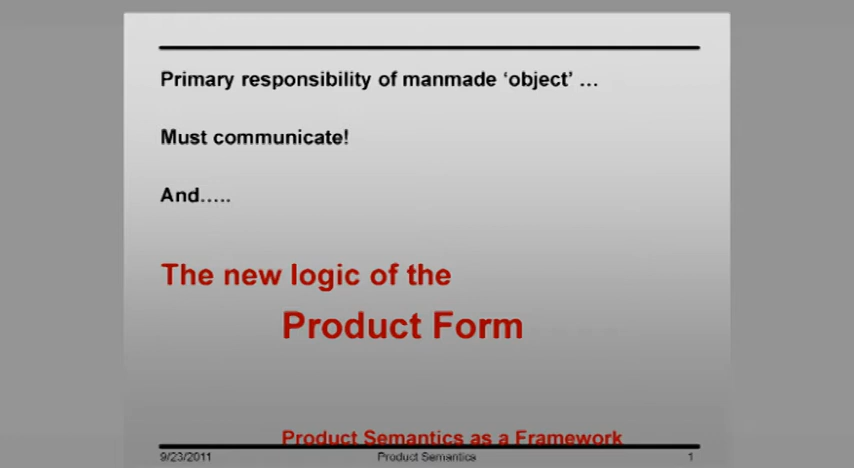 Primary responsibility of manmade ‘object’ …
Must communicate!
And…..
The new logic of the
Product Form
Product Semantics as a Framework
9/23/2011 Product Semantics 1